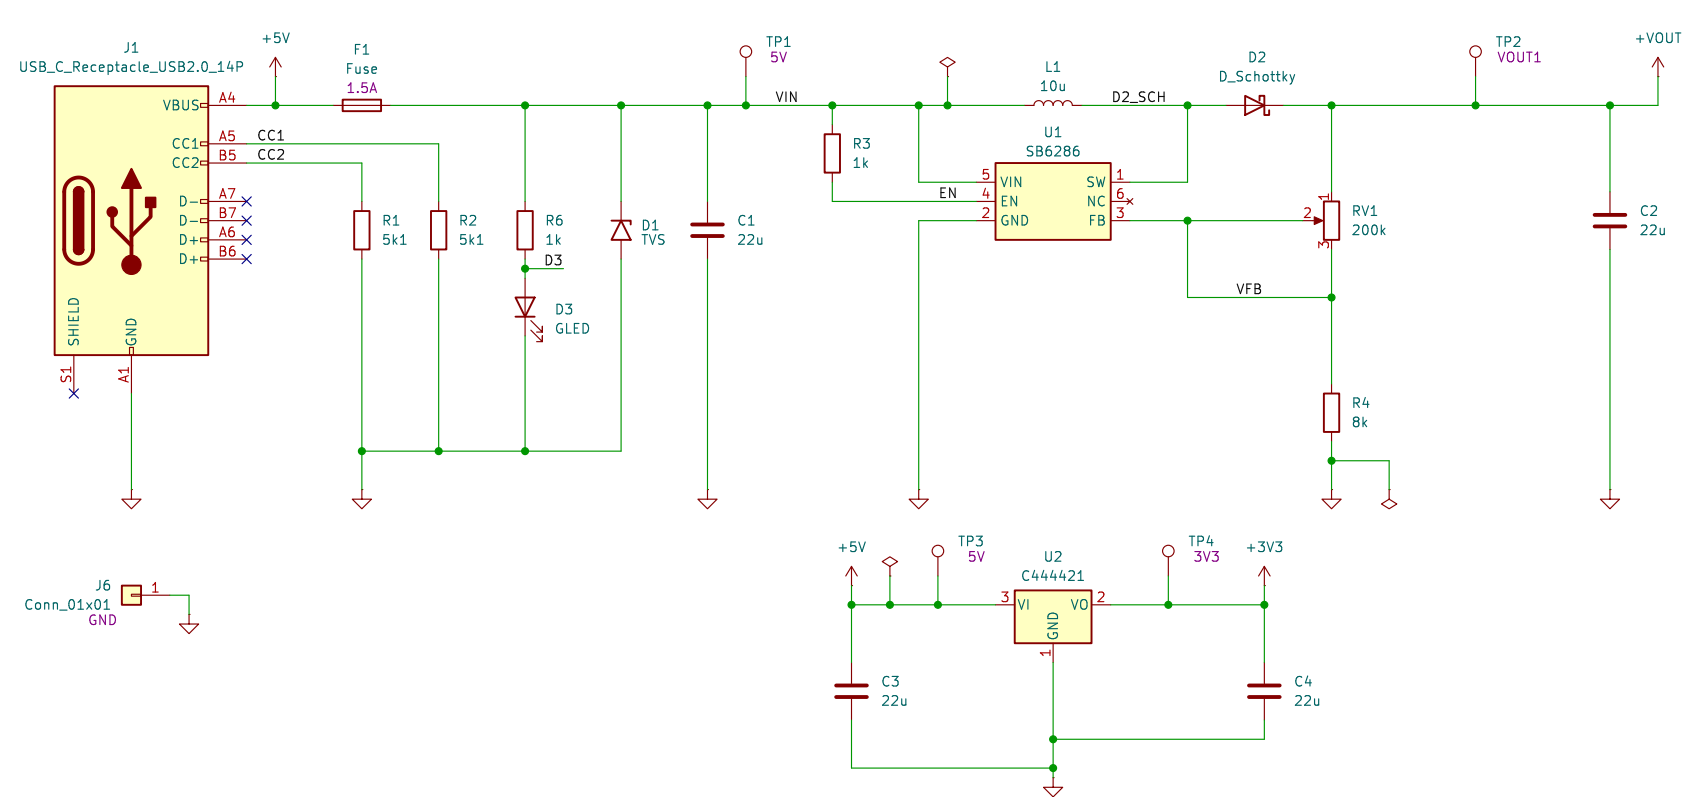 J1
USB_C_Receptacle_USB2.0_14P
VBUS
A4
CC1
A5
CC2
B5
D-
A7
D-
B7
D+
A6
D+
B6
SHIELD
GND
S1
A1
+5V
F1
Fuse
1.5A
CC1
CC2
R1
5k1
R2
5k1
R6
1k
D3
D3
GLED
D1
TVS
C1
22u
TP1
5V
VIN
R3
1k
EN
L1
10u
D2_SCH
U1
SB6286
5
VIN
4
EN
2
GND
SW
1
NC
6
FB
3
D2
D_Schottky
VFB
1
2
3
RV1
200k
R4
8k
TP2
VOUT1
+VOUT
C2
22u
J6
Conn_01x01
GND
1
+5V
TP3
5V
U2
C444421
3
VI
VO
2
GND
1
TP4
3V3
+3V3
C3
22u
C4
22u